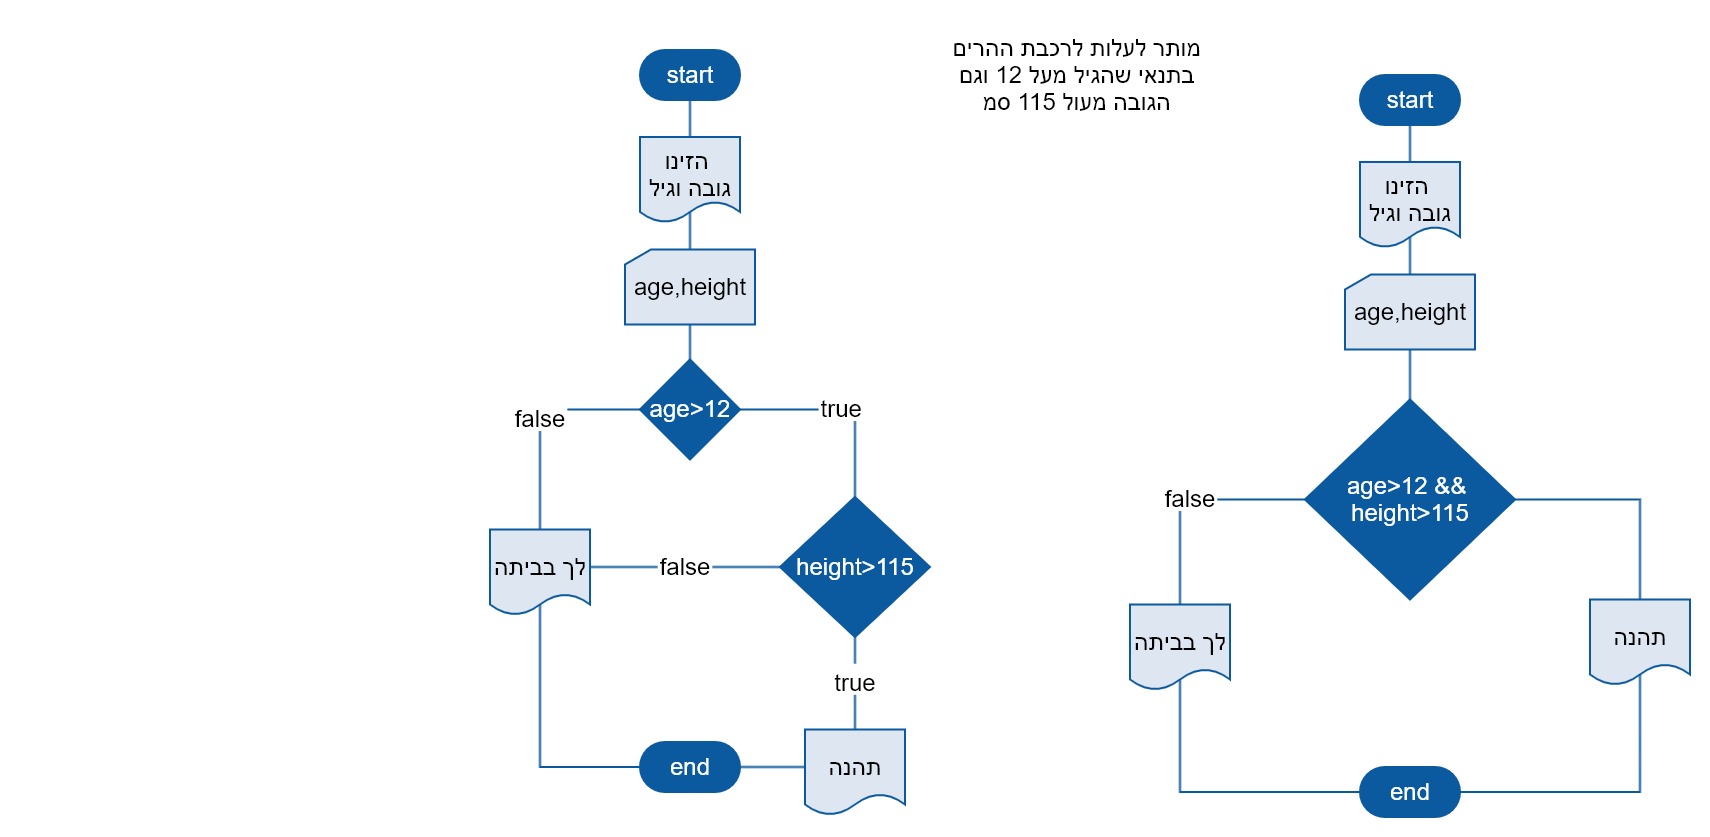 מותר לעלות לרכבת ההרים
בתנאי שהגיל מעל 12 וגם
הגובה מעול 115 סמ
start
הזינו
גובה וגיל
age,height
age>12
false
true
height>115
false
לך בביתה
true
תהנה
end
start
הזינו
גובה וגיל
age,height
age>12 &&
height>115
false
לך בביתה
תהנה
end